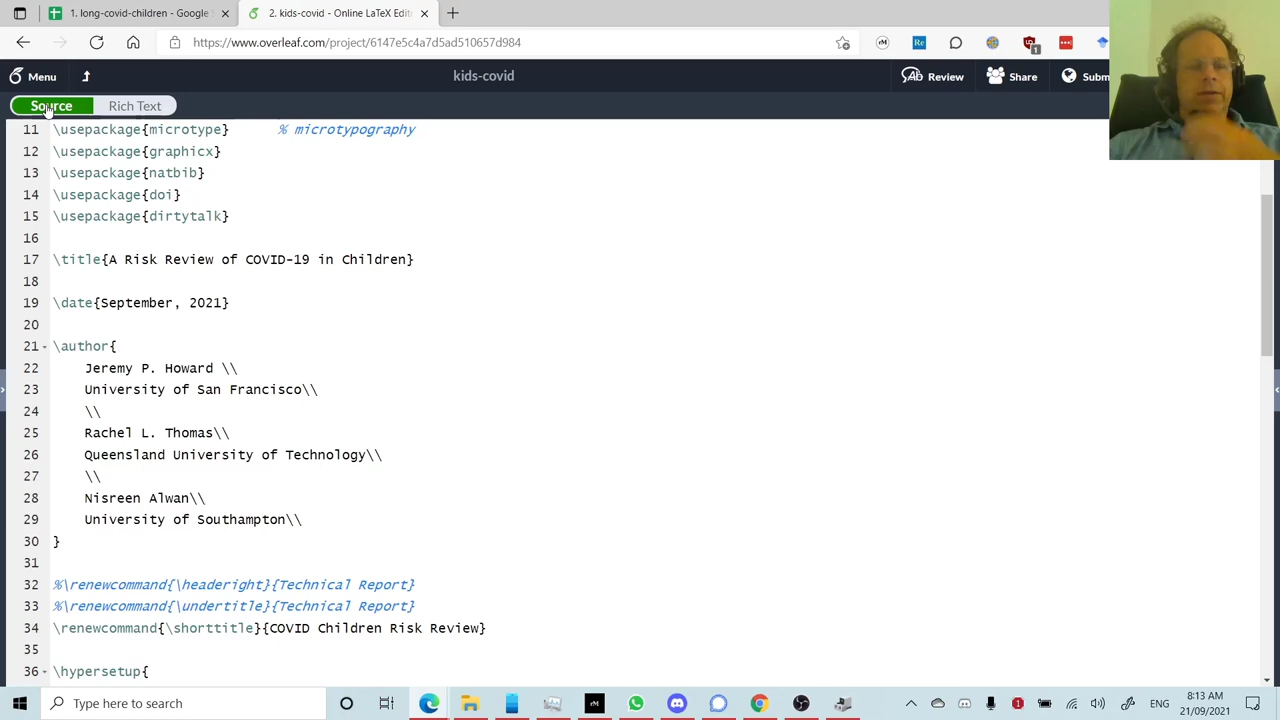 1. long-covid-children - Google
2. kids-covid - Online LaTeX Edit
https://www.overleaf.com/project/6147e5c4a7d5ad510657d984
Menu
kids-covid
Review
Share
Subm
Source
Rich Text
11 \usepackage{microtype} % microtypography
12 \usepackage{graphicx}
13 \usepackage{natbib}
14 \usepackage{doi}
15 \usepackage{dirtytalk}
16
17 \title{A Risk Review of COVID-19 in Children}
18
19 \date{September, 2021}
20
21 \author{
22 Jeremy P. Howard \\
23 University of San Francisco\\
24 \\
25 Rachel L. Thomas\\
26 Queensland University of Technology\\
27 \\
28 Nisreen Alwan\\
29 University of Southampton\\
30 }
31
32 %\renewcommand{\headeright}{Technical Report}
33 %\renewcommand{\undertitle}{Technical Report}
34 \renewcommand{\shorttitle}{COVID Children Risk Review}
35
36 \hypersetup{
Type here to search
ENG
8:13 AM
21/09/2021